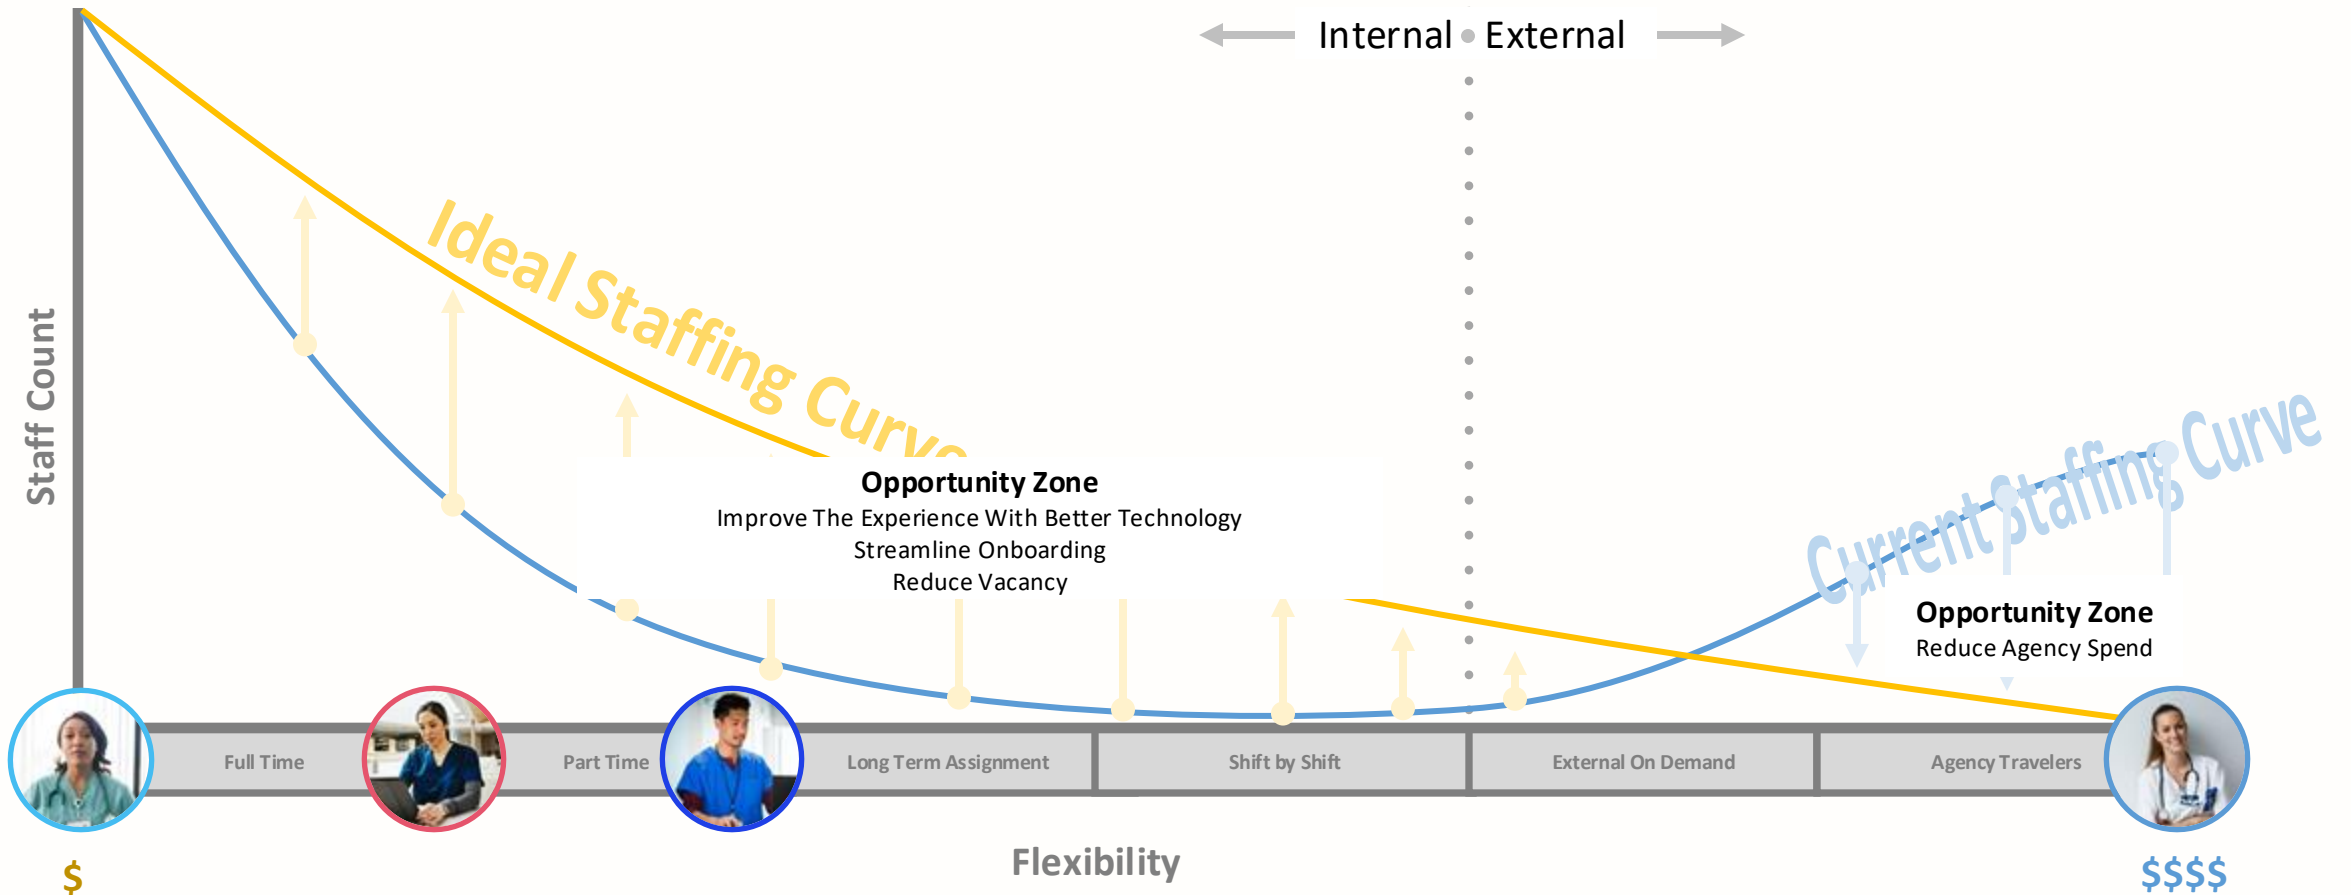 Internal External
Staff Count
Ideal Staffing Curve
Current Staffing Curve
Opportunity Zone
Improve The Experience With Better Technology
Streamline Onboarding
Reduce Vacancy
Opportunity Zone
Reduce Agency Spend
Full Time
Part Time
Long Term Assignment
Shift by Shift
External On Demand
Agency Travelers
Flexibility
$
$$$$